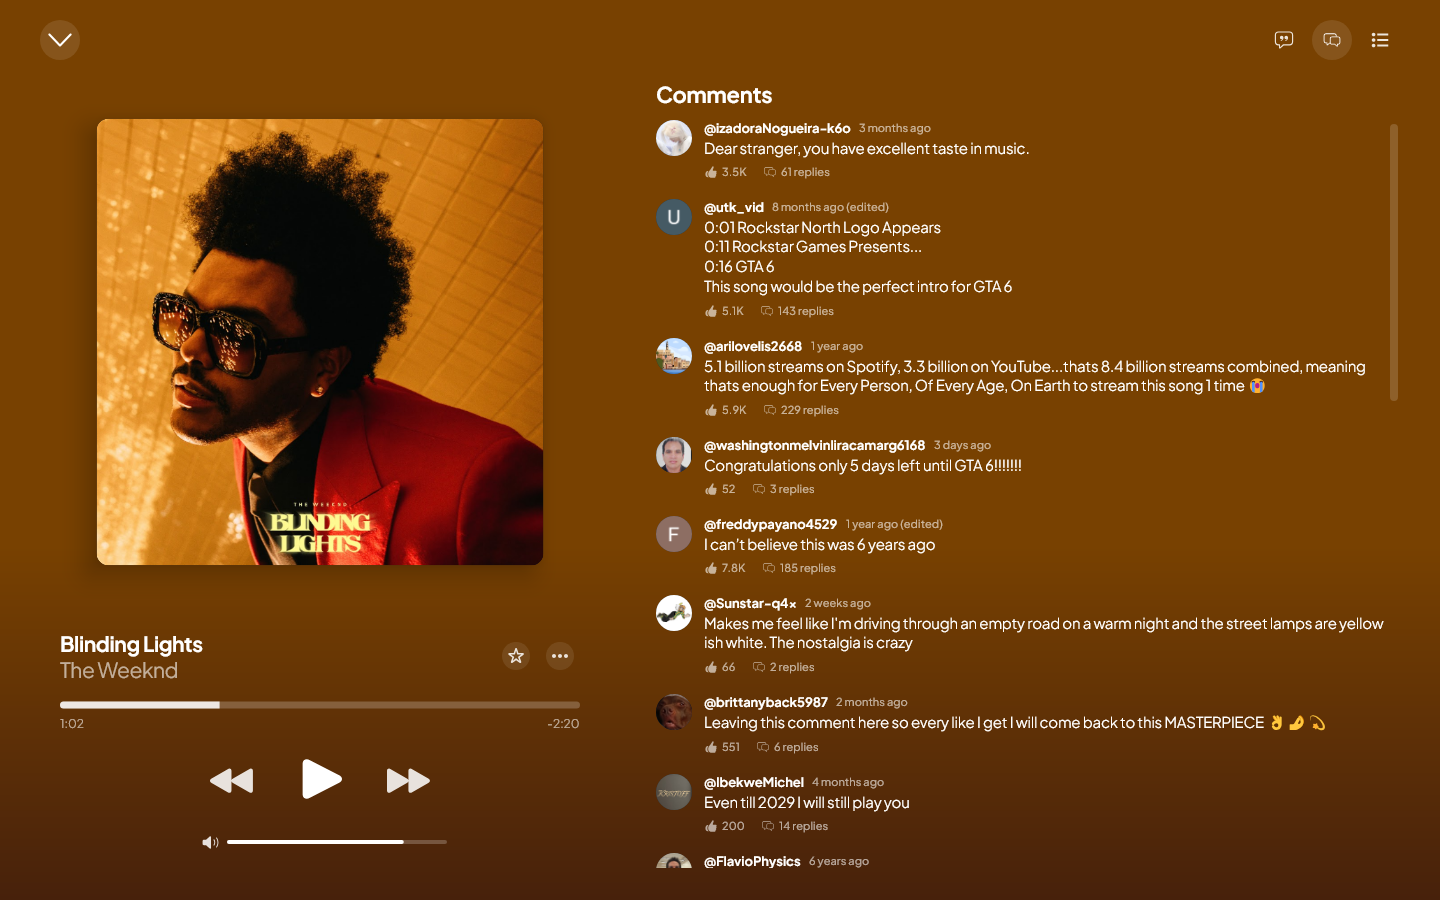 Comments
@izadoraNogueira-k6o 3 months ago
Dear stranger, you have excellent taste in music.
3.5K 61 replies
U
@utk_vid 8 months ago (edited)
0:01 Rockstar North Logo Appears
0:11 Rockstar Games Presents...
0:16 GTA 6
This song would be the perfect intro for GTA 6
5.1K 143 replies
@arilovelis2668 1 year ago
5.1 billion streams on Spotify, 3.3 billion on YouTube...thats 8.4 billion streams combined, meaning
thats enough for Every Person, Of Every Age, On Earth to stream this song 1 time 😭
5.9K 229 replies
@washingtonmelvinliracamarg6168 3 days ago
Congratulations only 5 days left until GTA 6!!!!!!!
52 3 replies
F
@freddypayano4529 1 year ago (edited)
I can't believe this was 6 years ago
7.8K 185 replies
@Sunstar-q4x 2 weeks ago
Makes me feel like I'm driving through an empty road on a warm night and the street lamps are yellow
ish white. The nostalgia is crazy
66 2 replies
@brittanyback5987 2 months ago
Leaving this comment here so every like I get I will come back to this MASTERPIECE 👌🤌💫
551 6 replies
@IbekweMichel 4 months ago
Even till 2029 I will still play you
200 14 replies
@FlavioPhysics 6 years ago
THE WEEKND
BLINDING
LIGHTS
Blinding Lights
The Weeknd
1:02 -2:20